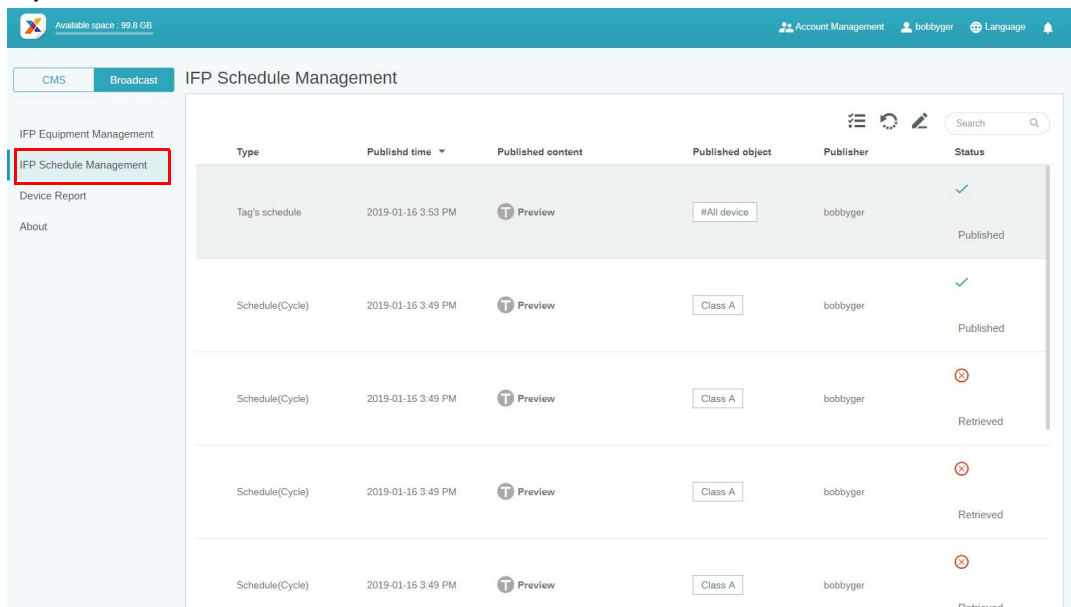 Available space : 99.8 GB
Account Management bobbyger Language
CMS Broadcast
IFP Schedule Management
IFP Equipment Management
IFP Schedule Management
Device Report
About
Search
Type Publishd time Published content Published object Publisher Status
Tag's schedule 2019-01-16 3:53 PM T Preview #All device bobbyger Published
Schedule(Cycle) 2019-01-16 3:49 PM T Preview Class A bobbyger Published
Schedule(Cycle) 2019-01-16 3:49 PM T Preview Class A bobbyger Retrieved
Schedule(Cycle) 2019-01-16 3:49 PM T Preview Class A bobbyger Retrieved
Schedule(Cycle) 2019-01-16 3:49 PM T Preview Class A bobbyger